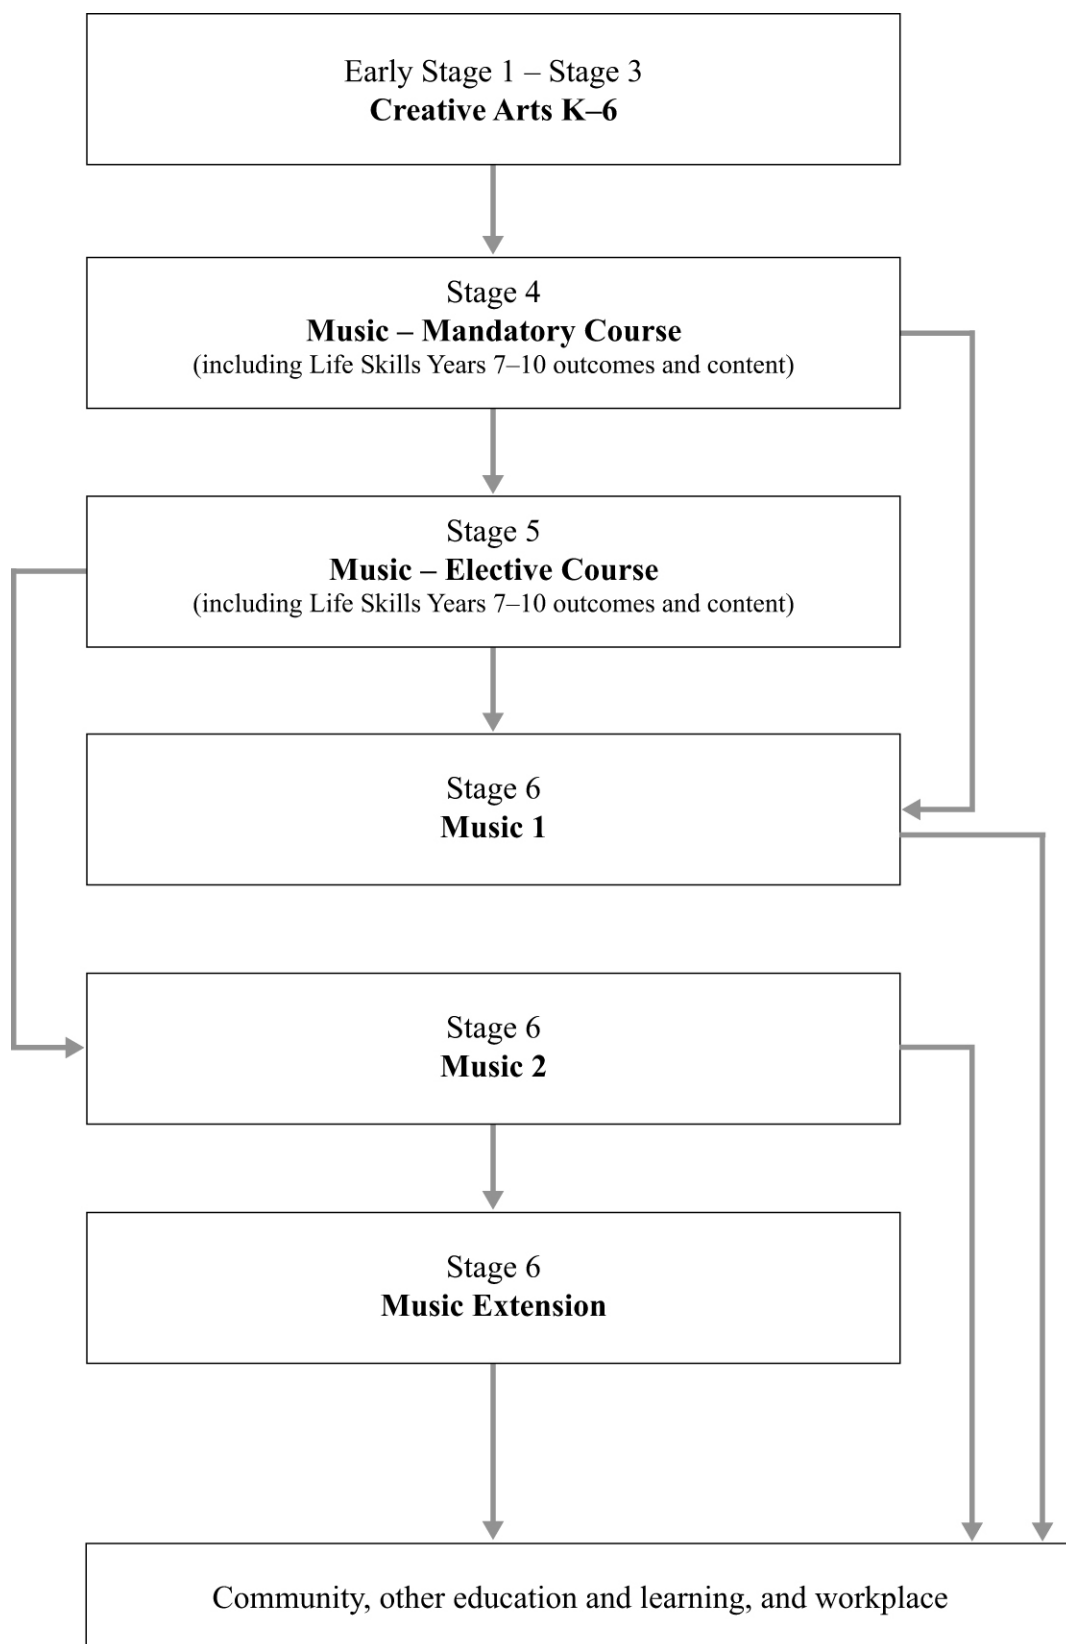 Early Stage 1 – Stage 3
Creative Arts K–6
Stage 4
Music – Mandatory Course
(including Life Skills Years 7–10 outcomes and content)
Stage 5
Music – Elective Course
(including Life Skills Years 7–10 outcomes and content)
Stage 6
Music 1
Stage 6
Music 2
Stage 6
Music Extension
Community, other education and learning, and workplace